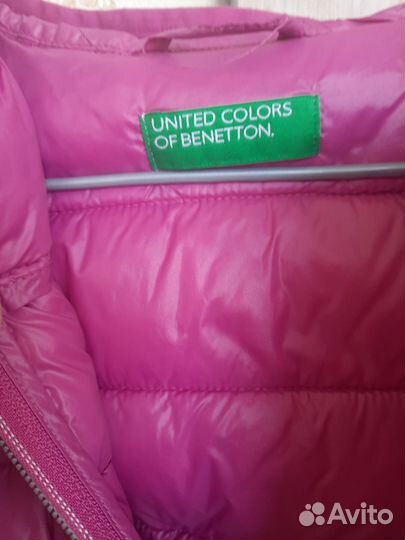 UNITED COLORS
OF BENETTON.
Avito